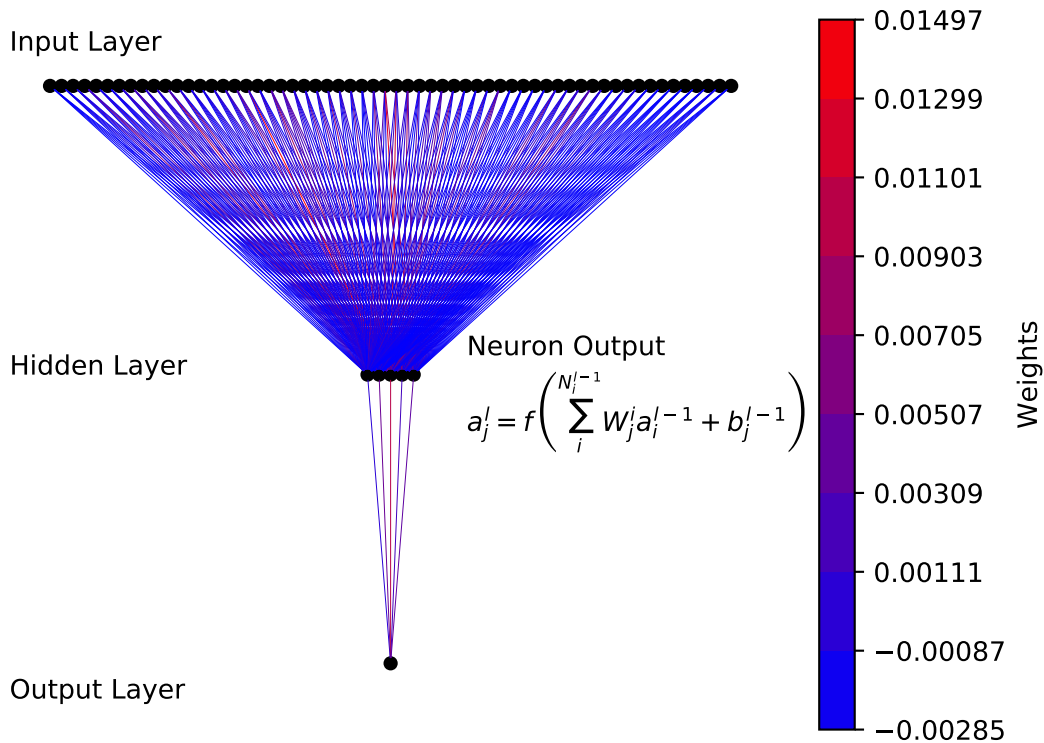 Input Layer
Hidden Layer
Neuron Output
a_j^l = f(∑_i^{N_i^{l−1}} W_j^i a_i^{l−1} + b_j^{l−1})
Output Layer
0.01497
0.01299
0.01101
0.00903
0.00705
0.00507
0.00309
0.00111
−0.00087
−0.00285
Weights